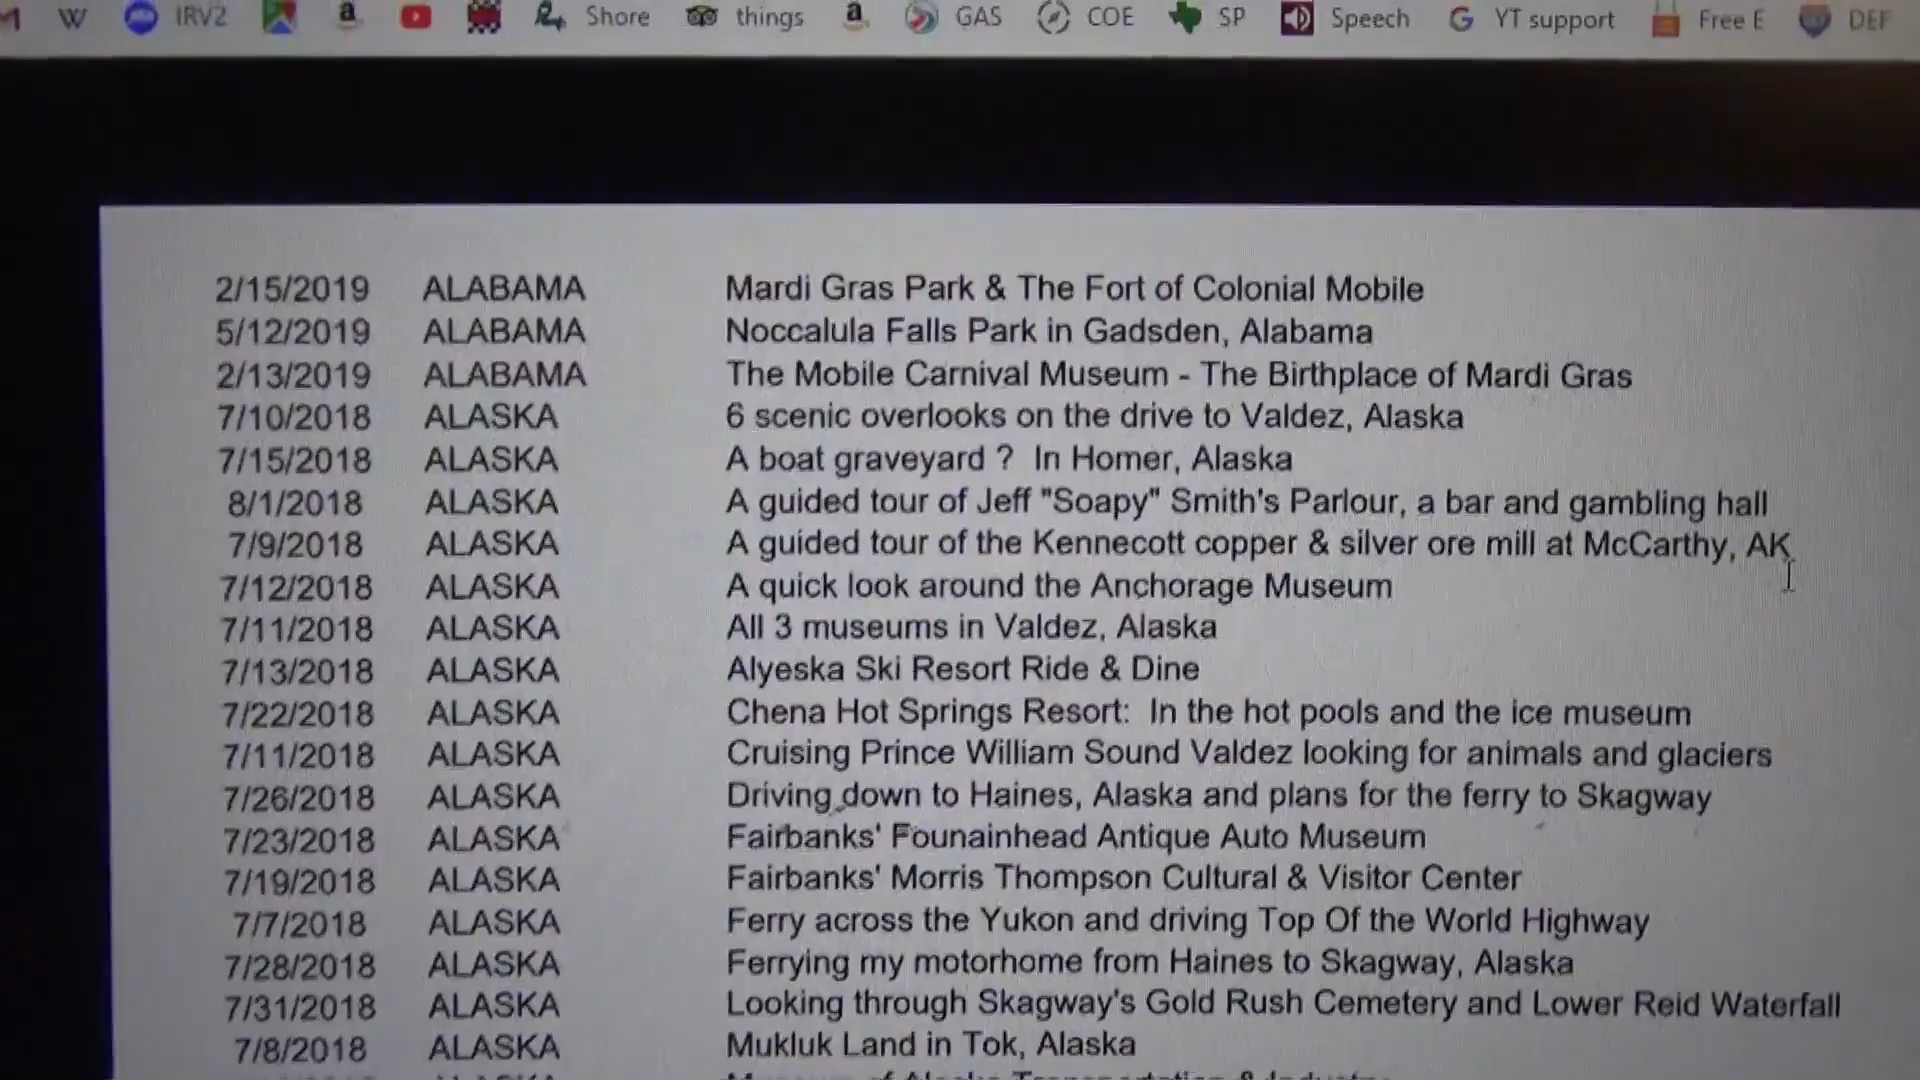 W IRV2 a Shore things a GAS COE SP Speech G YT support Free E DEF
2/15/2019 ALABAMA Mardi Gras Park & The Fort of Colonial Mobile
5/12/2019 ALABAMA Noccalula Falls Park in Gadsden, Alabama
2/13/2019 ALABAMA The Mobile Carnival Museum - The Birthplace of Mardi Gras
7/10/2018 ALASKA 6 scenic overlooks on the drive to Valdez, Alaska
7/15/2018 ALASKA A boat graveyard ? In Homer, Alaska
8/1/2018 ALASKA A guided tour of Jeff "Soapy" Smith's Parlour, a bar and gambling hall
7/9/2018 ALASKA A guided tour of the Kennecott copper & silver ore mill at McCarthy, AK
7/12/2018 ALASKA A quick look around the Anchorage Museum
7/11/2018 ALASKA All 3 museums in Valdez, Alaska
7/13/2018 ALASKA Alyeska Ski Resort Ride & Dine
7/22/2018 ALASKA Chena Hot Springs Resort: In the hot pools and the ice museum
7/11/2018 ALASKA Cruising Prince William Sound Valdez looking for animals and glaciers
7/26/2018 ALASKA Driving down to Haines, Alaska and plans for the ferry to Skagway
7/23/2018 ALASKA Fairbanks' Founainhead Antique Auto Museum
7/19/2018 ALASKA Fairbanks' Morris Thompson Cultural & Visitor Center
7/7/2018 ALASKA Ferry across the Yukon and driving Top Of the World Highway
7/28/2018 ALASKA Ferrying my motorhome from Haines to Skagway, Alaska
7/31/2018 ALASKA Looking through Skagway's Gold Rush Cemetery and Lower Reid Waterfall
7/8/2018 ALASKA Mukluk Land in Tok, Alaska